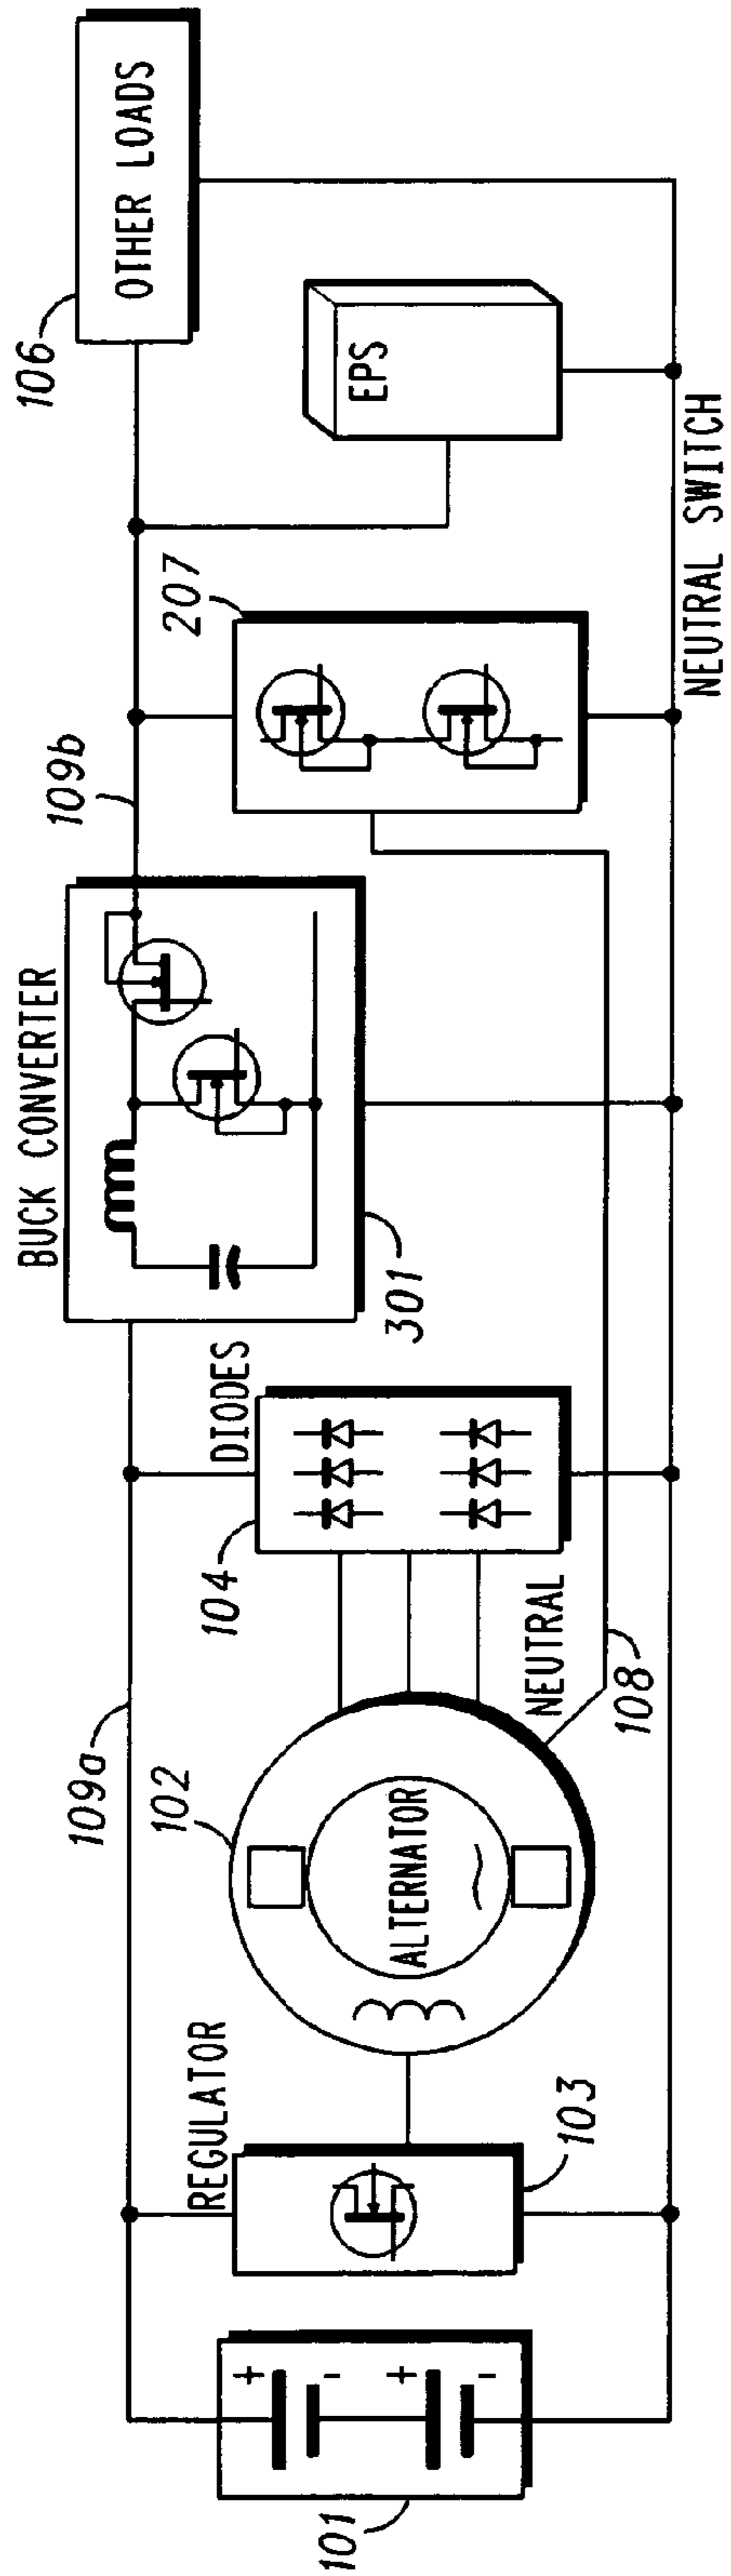 BUCK CONVERTER
109b
106
OTHER LOADS
109a
REGULATOR
102
DIODES
207
104
EPS
ALTERNATOR
301
101
+
-
+
-
103
NEUTRAL
108
NEUTRAL SWITCH